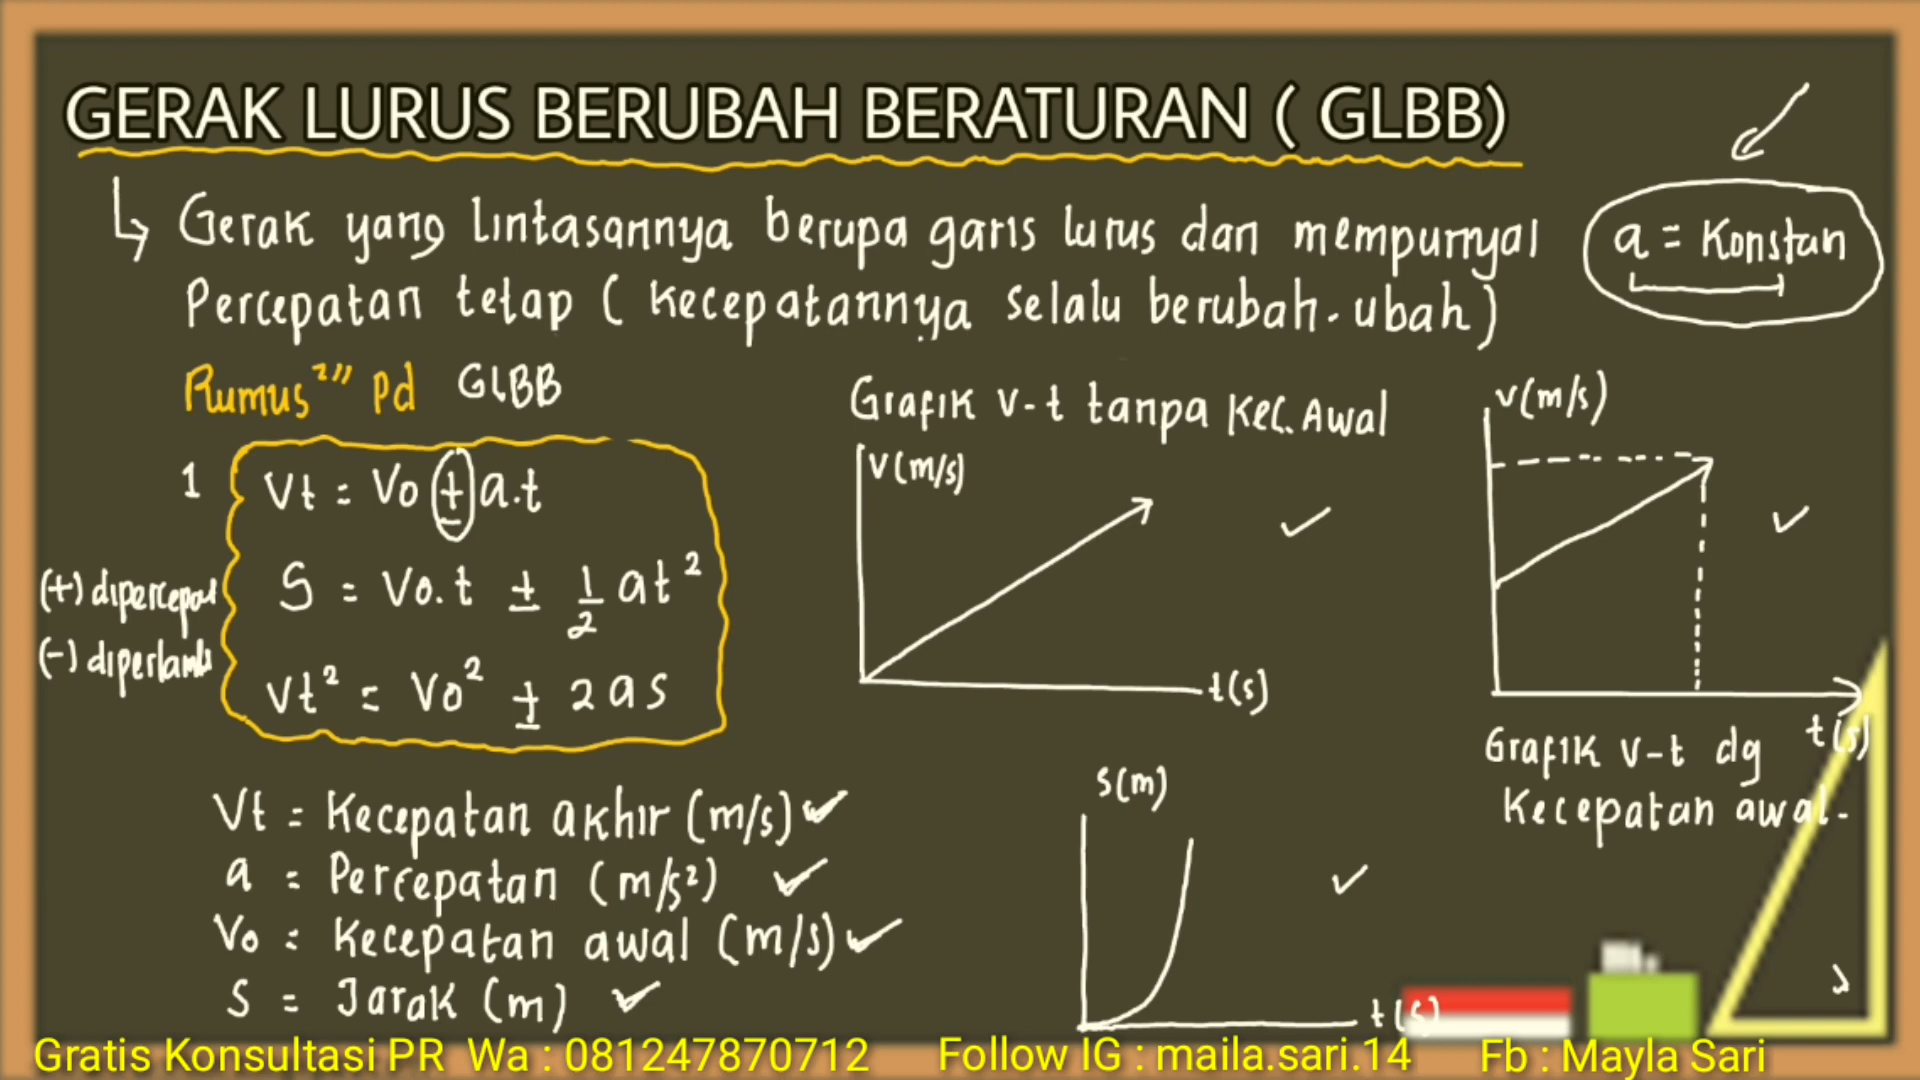 GERAK LURUS BERUBAH BERATURAN ( GLBB)
↳ Gerak yang lintasannya berupa garis lurus dan mempunyai
Percepatan tetap ( Kecepatannya selalu berubah-ubah)
a = Konstan
Rumus²" Pd GLBB
1
Vt = Vo ± a.t
S = Vo.t ± 1/2 at²
Vt² = Vo² ± 2as
(+) dipercepat
(-) diperlamb
Vt = Kecepatan akhir (m/s) ✓
a = Percepatan (m/s²) ✓
Vo = Kecepatan awal (m/s) ✓
S = Jarak (m) ✓
Grafik v-t tanpa Kec. Awal
V(m/s)
t(s)
✓
V(m/s)
✓
t(s)
Grafik v-t dg
Kecepatan awal.
S(m)
✓
t(s)
Gratis Konsultasi PR Wa : 081247870712 Follow IG : maila.sari.14 Fb : Mayla Sari